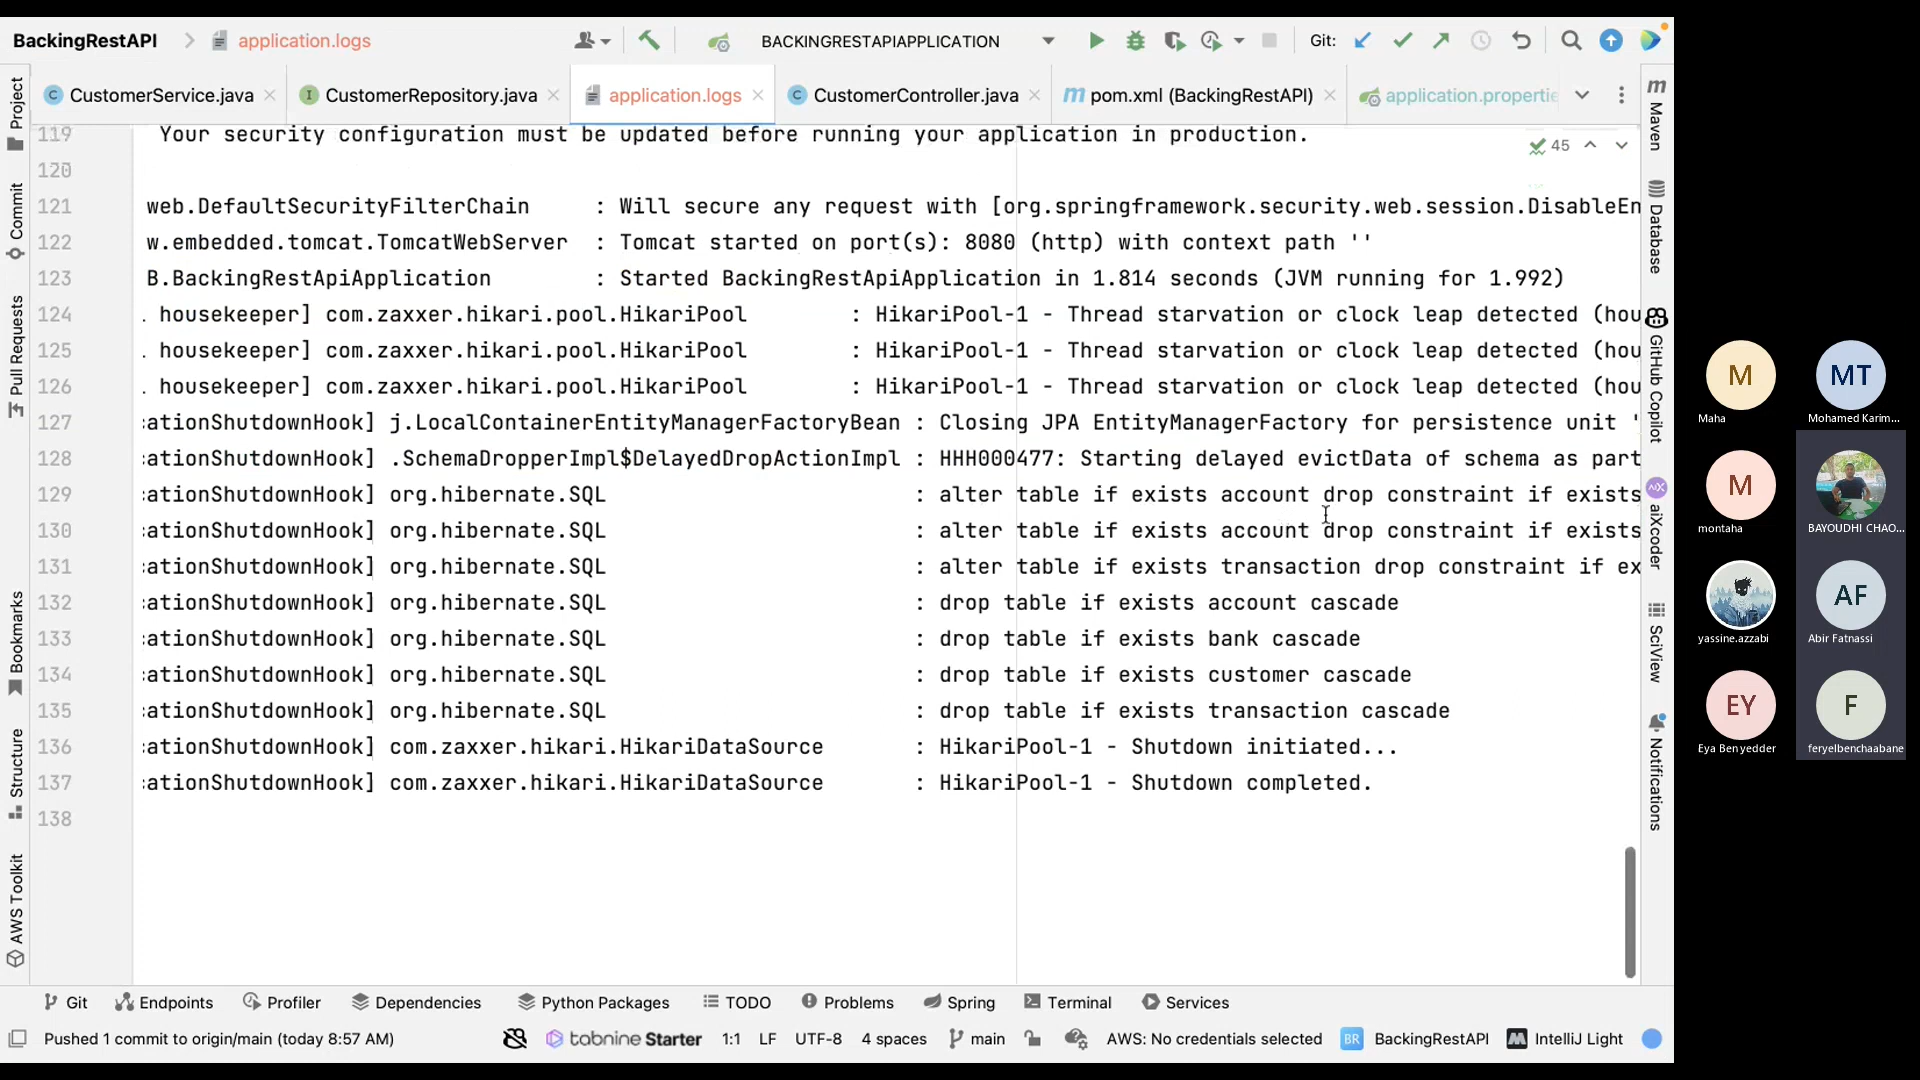 BackingRestAPI
application.logs
BACKINGRESTAPIAPPLICATION
Git:
Project
Commit
Pull Requests
Bookmarks
Structure
AWS Toolkit
CustomerService.java
CustomerRepository.java
application.logs
CustomerController.java
pom.xml (BackingRestAPI)
application.propertie
45
119 Your security configuration must be updated before running your application in production.
120
121 web.DefaultSecurityFilterChain : Will secure any request with [org.springframework.security.web.session.DisableEn
122 w.embedded.tomcat.TomcatWebServer : Tomcat started on port(s): 8080 (http) with context path ''
123 B.BackingRestApiApplication : Started BackingRestApiApplication in 1.814 seconds (JVM running for 1.992)
124 . housekeeper] com.zaxxer.hikari.pool.HikariPool : HikariPool-1 - Thread starvation or clock leap detected (hou
125 . housekeeper] com.zaxxer.hikari.pool.HikariPool : HikariPool-1 - Thread starvation or clock leap detected (hou
126 . housekeeper] com.zaxxer.hikari.pool.HikariPool : HikariPool-1 - Thread starvation or clock leap detected (hou
127 cationShutdownHook] j.LocalContainerEntityManagerFactoryBean : Closing JPA EntityManagerFactory for persistence unit '
128 cationShutdownHook] .SchemaDropperImpl$DelayedDropActionImpl : HHH000477: Starting delayed evictData of schema as part
129 cationShutdownHook] org.hibernate.SQL : alter table if exists account drop constraint if exists
130 cationShutdownHook] org.hibernate.SQL : alter table if exists account drop constraint if exists
131 cationShutdownHook] org.hibernate.SQL : alter table if exists transaction drop constraint if ex
132 cationShutdownHook] org.hibernate.SQL : drop table if exists account cascade
133 cationShutdownHook] org.hibernate.SQL : drop table if exists bank cascade
134 cationShutdownHook] org.hibernate.SQL : drop table if exists customer cascade
135 cationShutdownHook] org.hibernate.SQL : drop table if exists transaction cascade
136 cationShutdownHook] com.zaxxer.hikari.HikariDataSource : HikariPool-1 - Shutdown initiated...
137 cationShutdownHook] com.zaxxer.hikari.HikariDataSource : HikariPool-1 - Shutdown completed.
138
Maven
Database
GitHub Copilot
aiXcoder
SciView
Notifications
Git Endpoints Profiler Dependencies Python Packages TODO Problems Spring Terminal Services
Pushed 1 commit to origin/main (today 8:57 AM) tabnine Starter 1:1 LF UTF-8 4 spaces main AWS: No credentials selected BR BackingRestAPI IntelliJ Light
M
Maha
MT
Mohamed Karim...
M
montaha
BAYOUDHI CHAO...
yassine.azzabi
AF
Abir Fatnassi
EY
Eya Benyedder
F
feryelbenchaabane